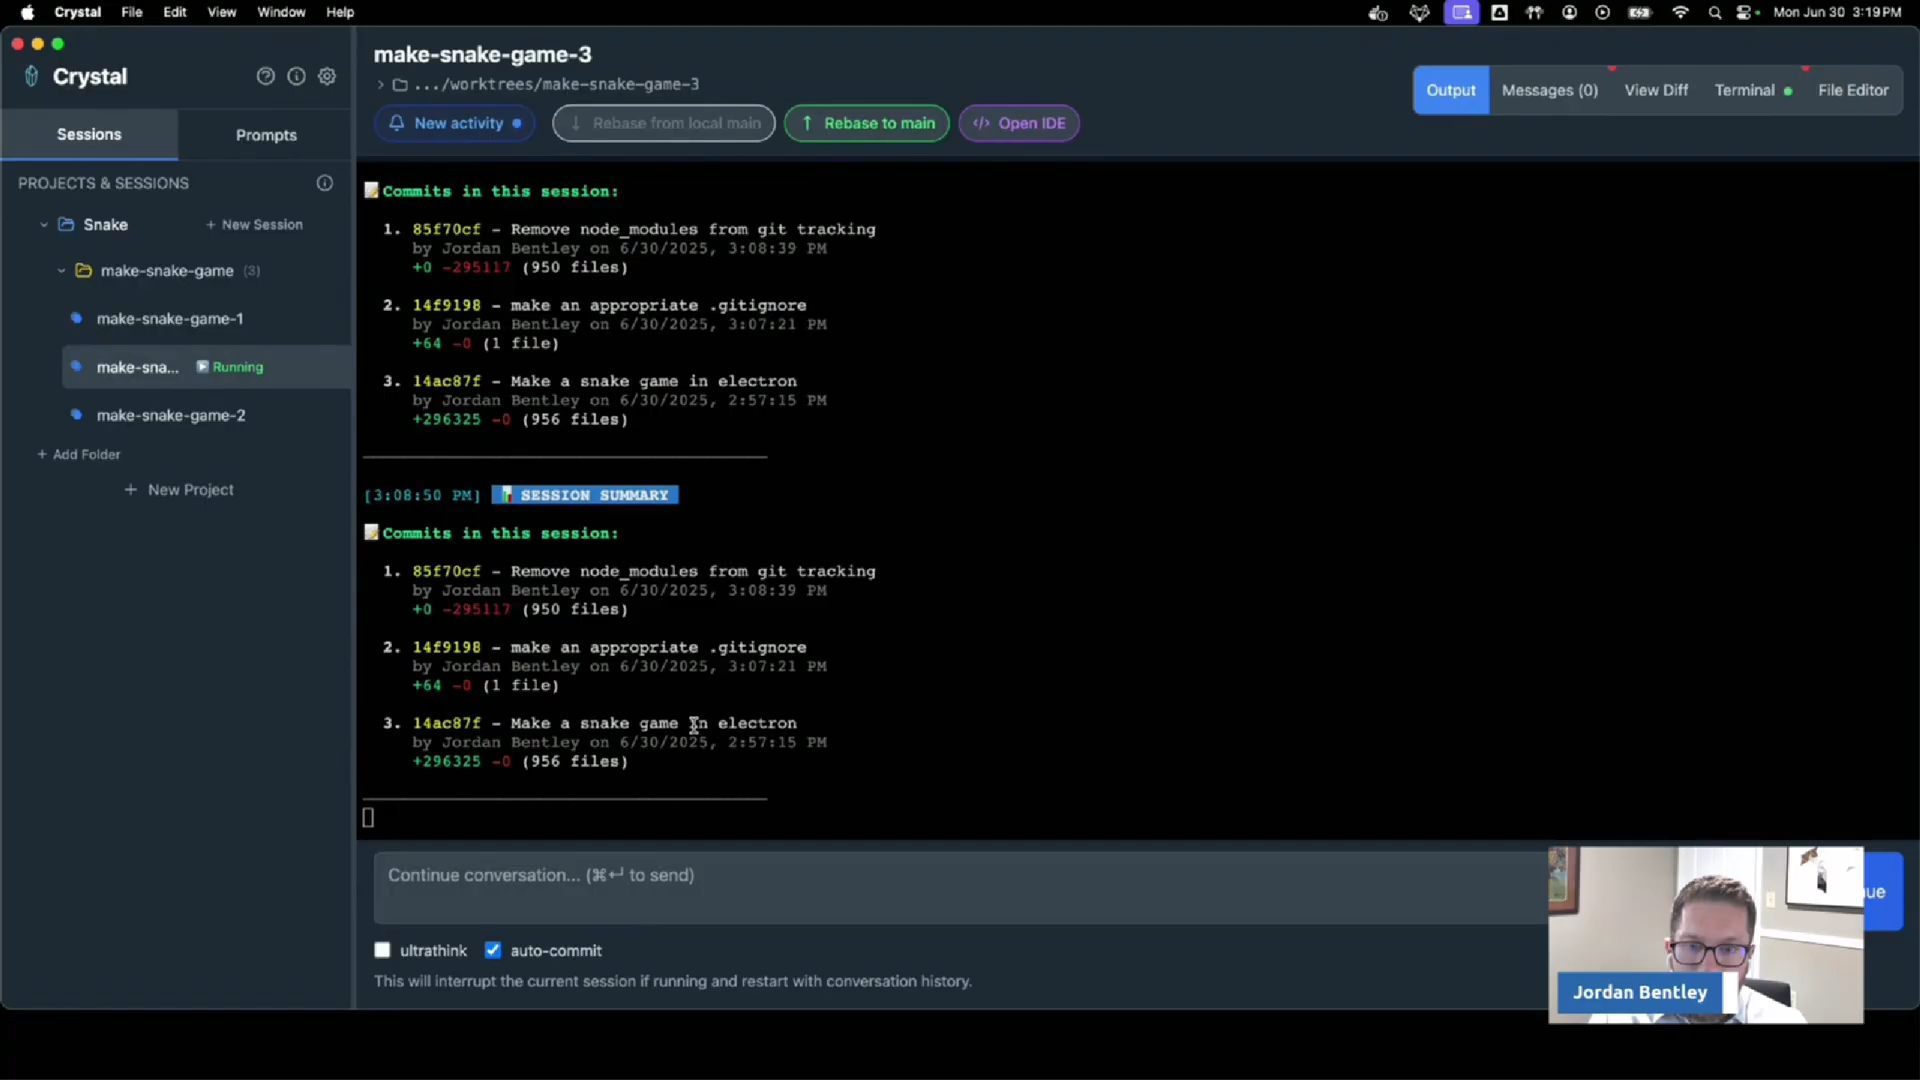 Crystal File Edit View Window Help
Mon Jun 30 3:19 PM
Crystal
Sessions
Prompts
PROJECTS & SESSIONS
Snake
+ New Session
make-snake-game (3)
make-snake-game-1
make-sna... Running
make-snake-game-2
+ Add Folder
+ New Project
make-snake-game-3
> .../worktrees/make-snake-game-3
New activity
↓ Rebase from local main
↑ Rebase to main
</> Open IDE
Output
Messages (0)
View Diff
Terminal
File Editor
Commits in this session:
1. 85f70cf - Remove node_modules from git tracking
by Jordan Bentley on 6/30/2025, 3:08:39 PM
+0 -295117 (950 files)
2. 14f9198 - make an appropriate .gitignore
by Jordan Bentley on 6/30/2025, 3:07:21 PM
+64 -0 (1 file)
3. 14ac87f - Make a snake game in electron
by Jordan Bentley on 6/30/2025, 2:57:15 PM
+296325 -0 (956 files)
[3:08:50 PM] SESSION SUMMARY
Commits in this session:
1. 85f70cf - Remove node_modules from git tracking
by Jordan Bentley on 6/30/2025, 3:08:39 PM
+0 -295117 (950 files)
2. 14f9198 - make an appropriate .gitignore
by Jordan Bentley on 6/30/2025, 3:07:21 PM
+64 -0 (1 file)
3. 14ac87f - Make a snake game in electron
by Jordan Bentley on 6/30/2025, 2:57:15 PM
+296325 -0 (956 files)
Continue conversation... (⌘↵ to send)
ue
ultrathink
auto-commit
This will interrupt the current session if running and restart with conversation history.
Jordan Bentley